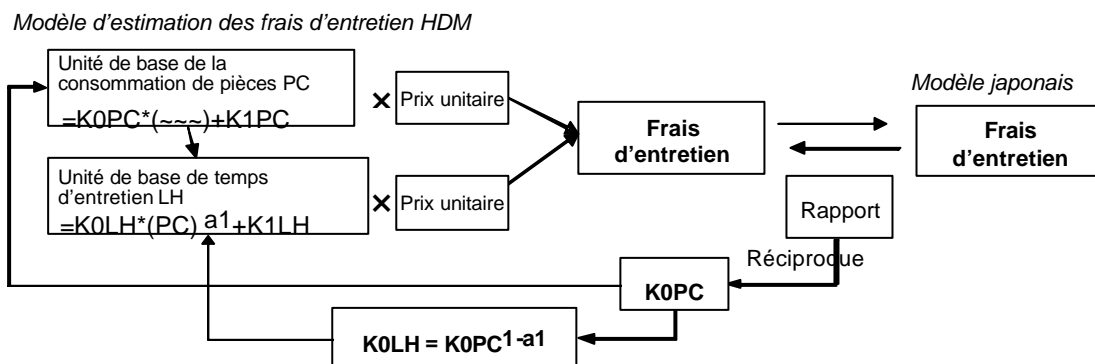 Modèle d'estimation des frais d'entretien HDM
Unité de base de la
consommation de pièces PC
=K0PC*(~~~)+K1PC
× Prix unitaire
Unité de base de temps
d'entretien LH
=K0LH*(PC) a1+K1LH
× Prix unitaire
Frais
d'entretien
Modèle japonais
Frais
d'entretien
Rapport
Réciproque
K0PC
K0LH = K0PC1-a1